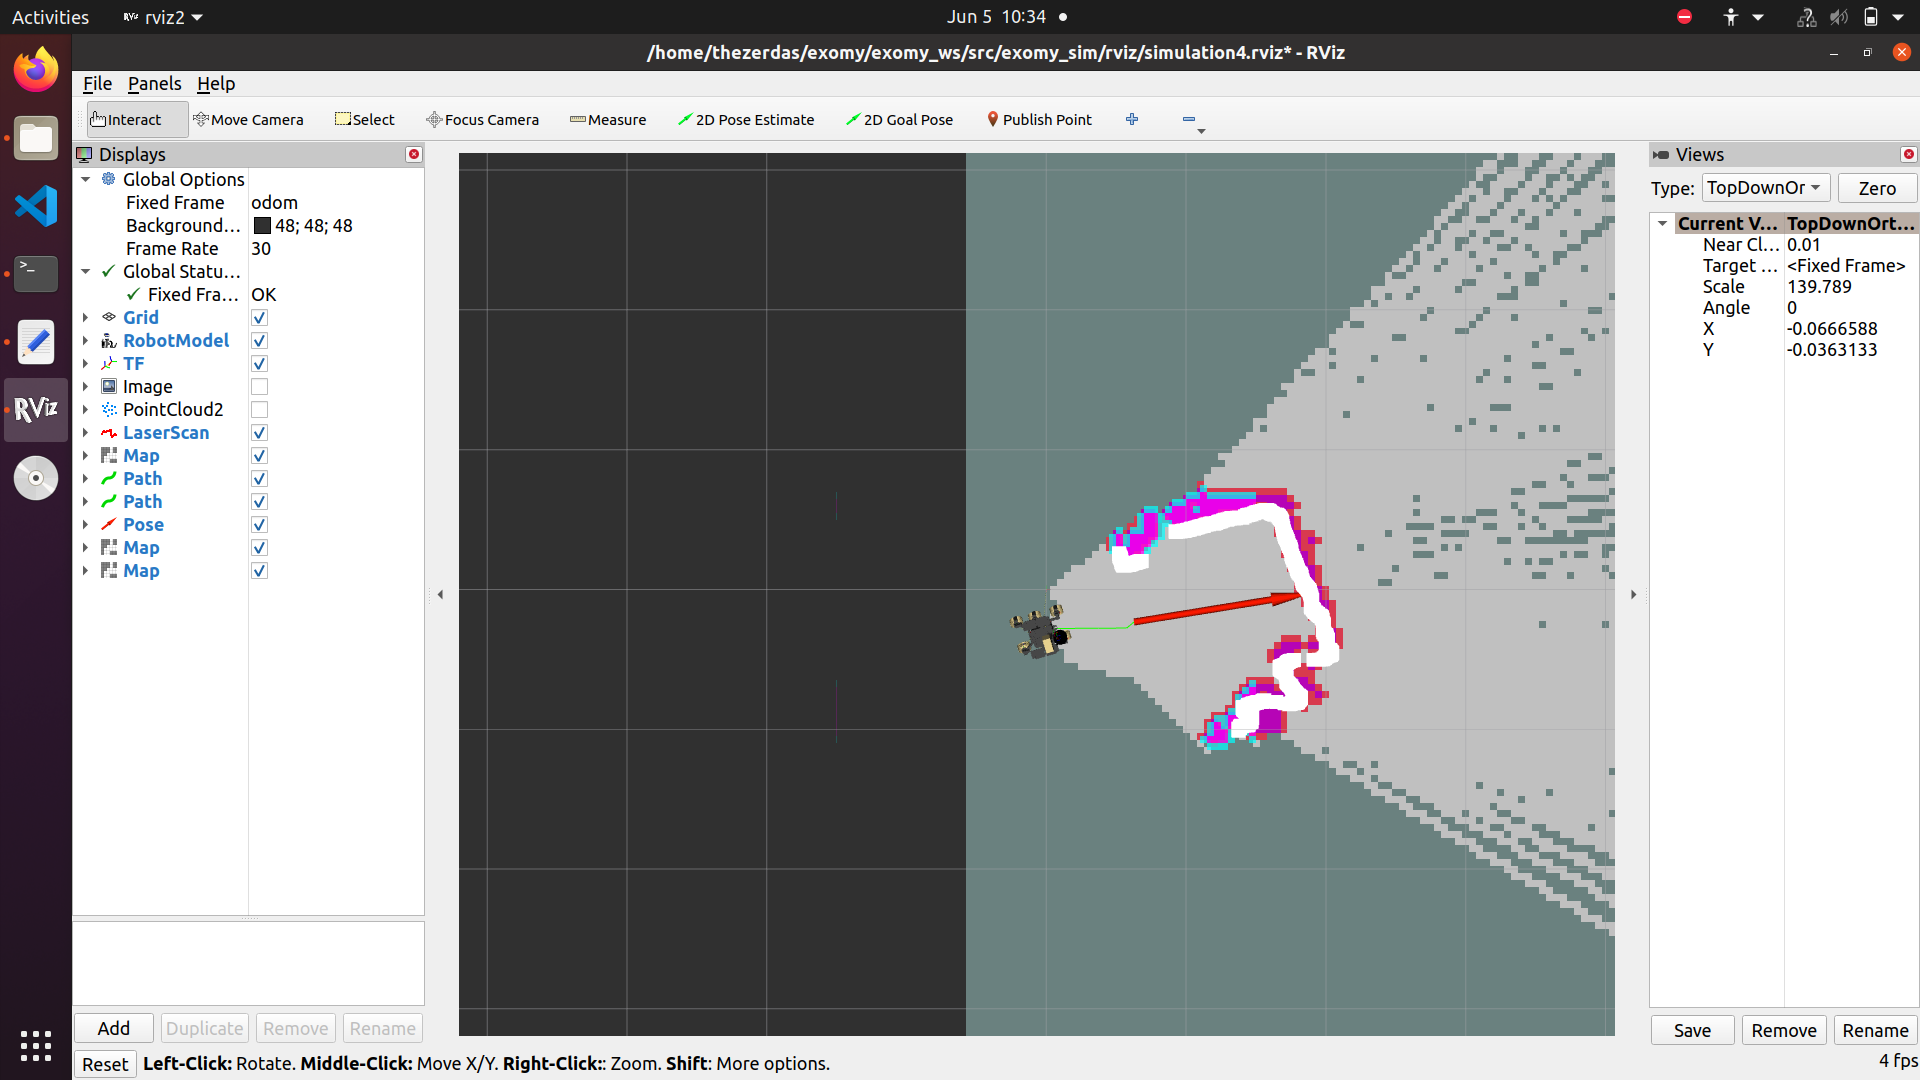 Activities
RViz rviz2
Jun 5 10:34
/home/thezerdas/exomy/exomy_ws/src/exomy_sim/rviz/simulation4.rviz* - RViz
File Panels Help
Interact Move Camera Select Focus Camera Measure 2D Pose Estimate 2D Goal Pose Publish Point
Displays
Global Options
Fixed Frame odom
Background... 48; 48; 48
Frame Rate 30
Global Statu...
Fixed Fra... OK
Grid
RobotModel
TF
Image
PointCloud2
LaserScan
Map
Path
Path
Pose
Map
Map
Add Duplicate Remove Rename
Reset Left-Click: Rotate. Middle-Click: Move X/Y. Right-Click:: Zoom. Shift: More options.
Views
Type: TopDownOr Zero
Current V... TopDownOrt...
Near Cl... 0.01
Target ... <Fixed Frame>
Scale 139.789
Angle 0
X -0.0666588
Y -0.0363133
Save Remove Rename
4 fps
>_
RViz